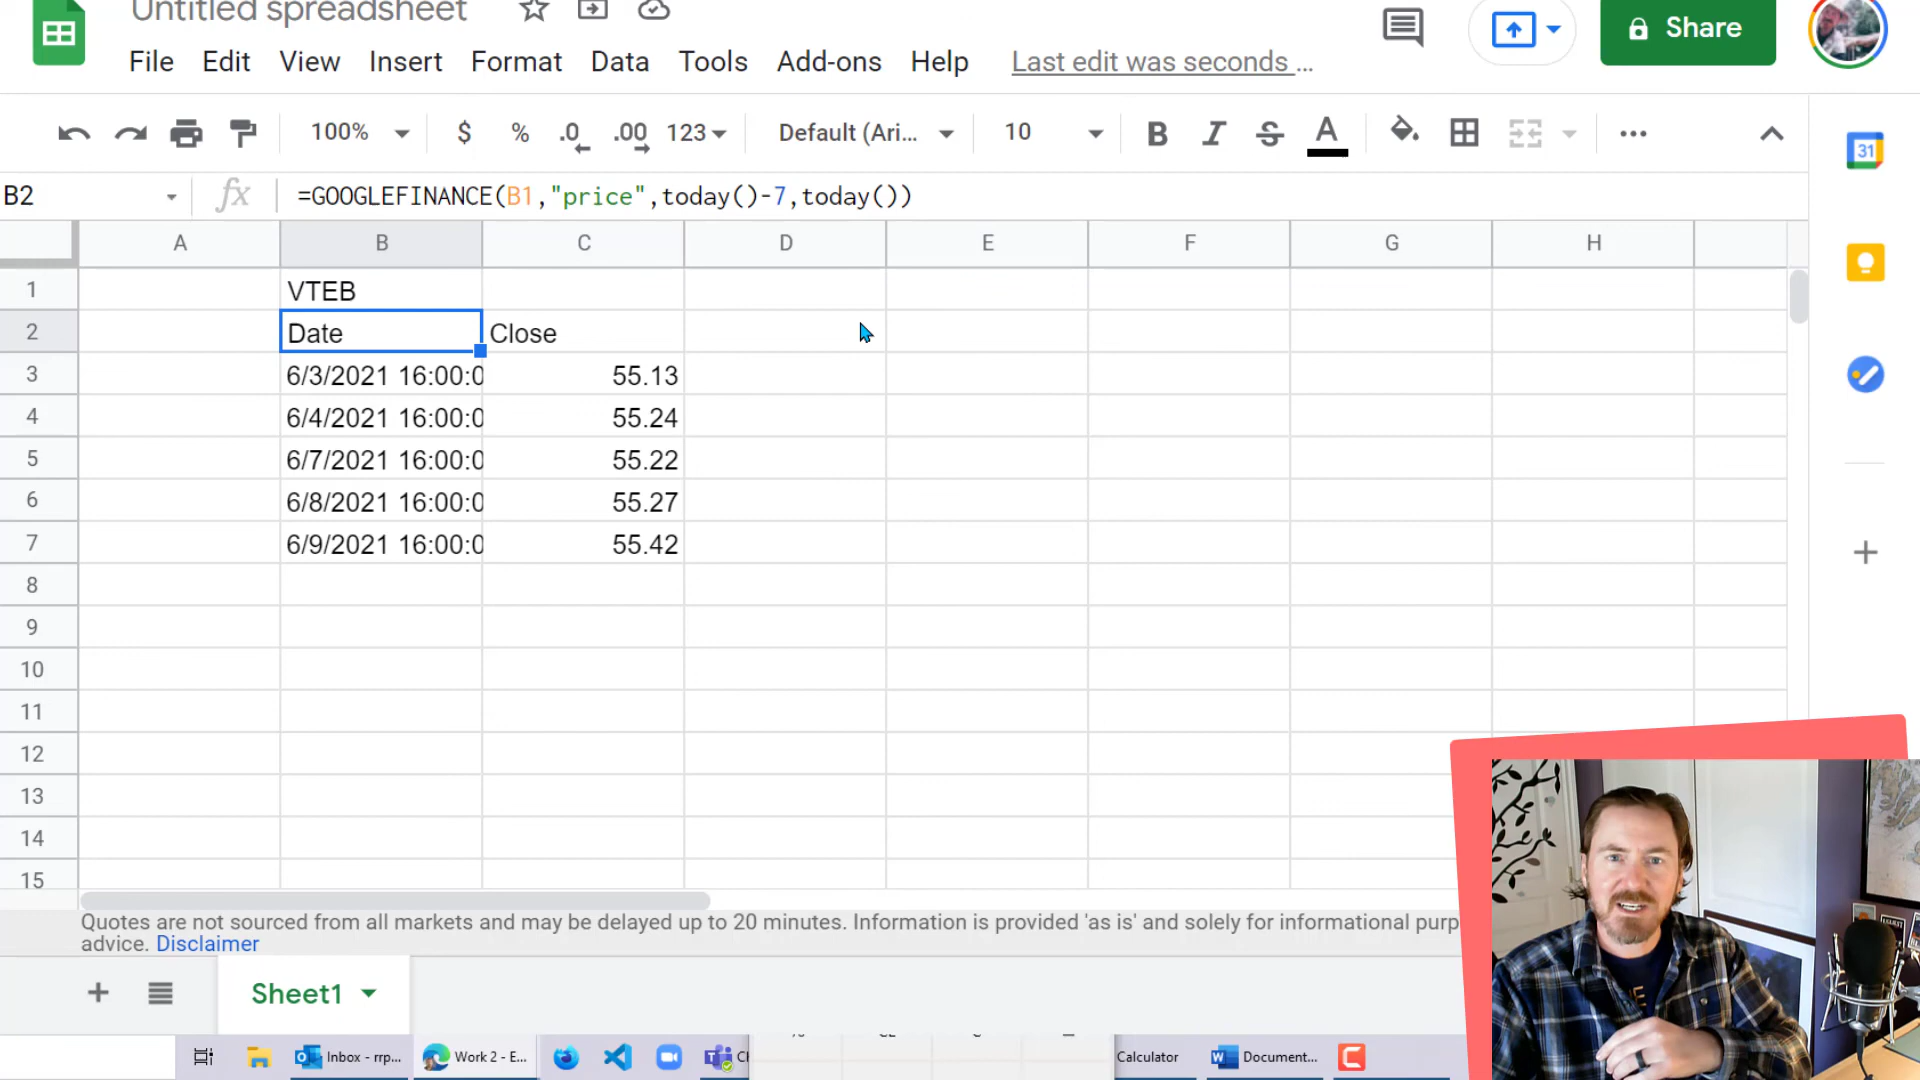 Untitled spreadsheet
File Edit View Insert Format Data Tools Add-ons Help Last edit was seconds ...
Share
100% $ % .0 .00 123 Default (Ari... 10 B I S A ...
31
B2 fx =GOOGLEFINANCE(B1,"price",today()-7,today())
A B C D E F G H
1 VTEB
2 Date Close
3 6/3/2021 16:00:0 55.13
4 6/4/2021 16:00:0 55.24
5 6/7/2021 16:00:0 55.22
6 6/8/2021 16:00:0 55.27
7 6/9/2021 16:00:0 55.42
8
9
10
11
12
13
14
15
Quotes are not sourced from all markets and may be delayed up to 20 minutes. Information is provided 'as is' and solely for informational purp
advice. Disclaimer
Sheet1
Inbox - rrp... Work 2 - E... Calculator Document...